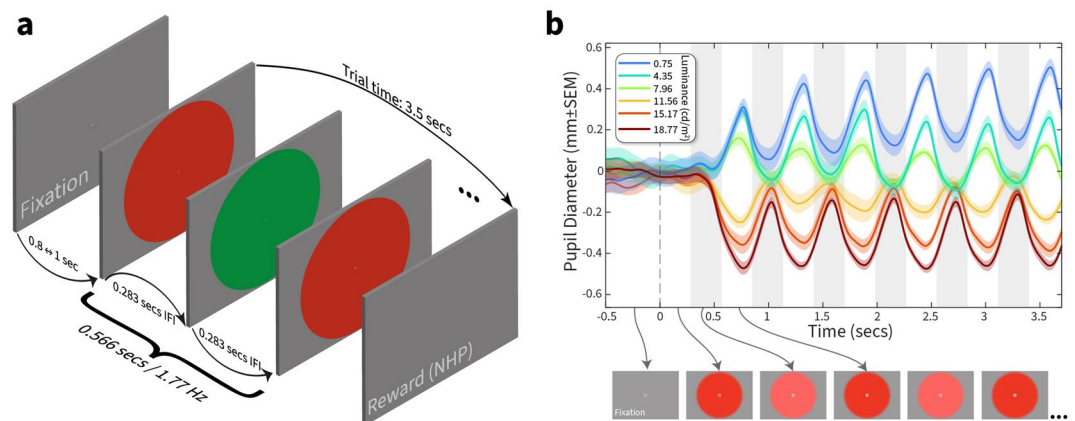 a
Fixation
0.8 ↔ 1 sec
0.283 secs IFI
0.283 secs IFI
0.566 secs / 1.77 Hz
Trial time: 3.5 secs
...
Reward (NHP)
b
Pupil Diameter (mm±SEM)
0.6
0.4
0.2
0
-0.2
-0.4
-0.6
0.75
4.35
7.96
11.56
15.17
18.77
Luminance (cd/m²)
-0.5 0 0.5 1 1.5 2 2.5 3 3.5
Time (secs)
Fixation
...